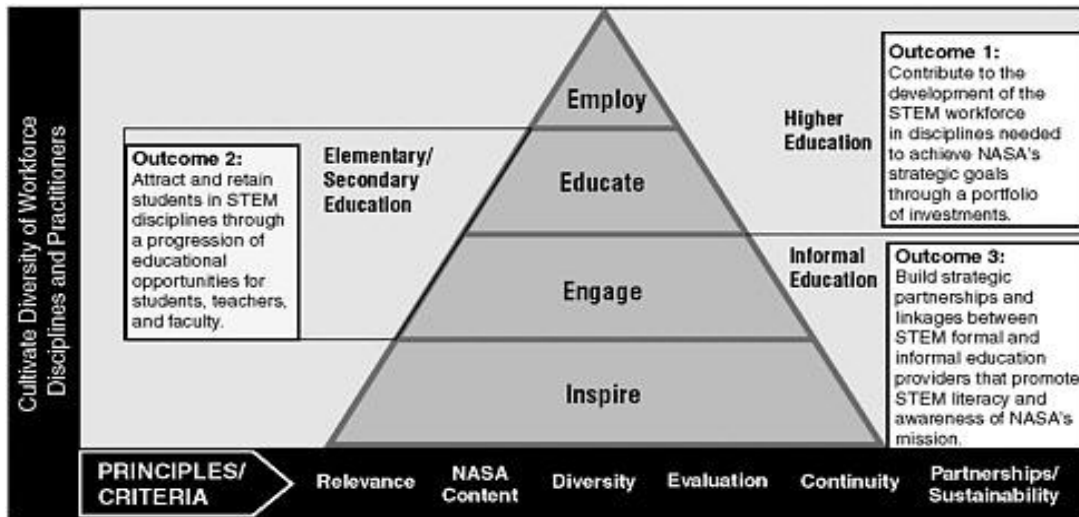 Cultivate Diversity of Workforce
Disciplines and Practitioners
Outcome 2:
Attract and retain
students in STEM
disciplines through
a progression of
educational
opportunities for
students, teachers,
and faculty.
Elementary/
Secondary
Education
Employ
Educate
Engage
Inspire
Higher
Education
Informal
Education
Outcome 1:
Contribute to the
development of the
STEM workforce
in disciplines needed
to achieve NASA's
strategic goals
through a portfolio
of investments.
Outcome 3:
Build strategic
partnerships and
linkages between
STEM formal and
informal education
providers that promote
STEM literacy and
awareness of NASA's
mission.
PRINCIPLES/
CRITERIA
Relevance
NASA
Content
Diversity
Evaluation
Continuity
Partnerships/
Sustainability